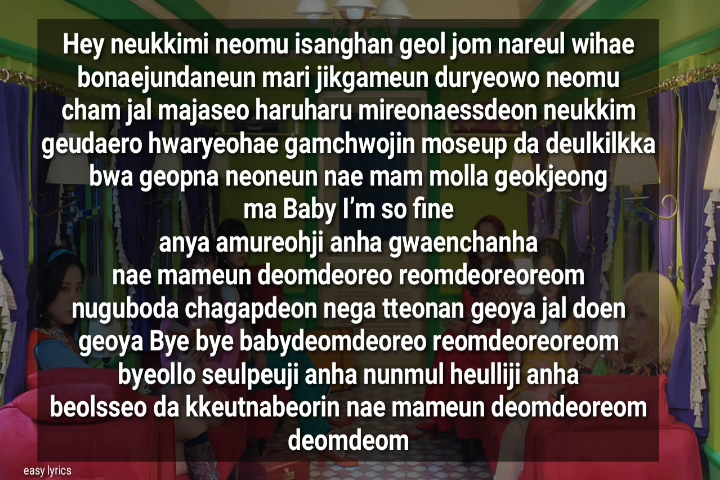 Hey neukkimi neomu isanghan geol jom nareul wihae
bonaejundaneun mari jikgameun duryeowo neomu
cham jal majaseo haruharu mireonaessdeon neukkim
geudaero hwaryeohae gamchwojin moseup da deulkilkka
bwa geopna neoneun nae mam molla geokjeong
ma Baby I'm so fine
anya amureohji anha gwaenchanha
nae mameun deomdeoreo reomdeoreoreom
nuguboda chagapdeon nega tteonan geoya jal doen
geoya Bye bye babydeomdeoreo reomdeoreoreom
byeollo seulpeuji anha nunmul heulliji anha
beolsseo da kkeutnabeorin nae mameun deomdeoreom
deomdeom
easy lyrics